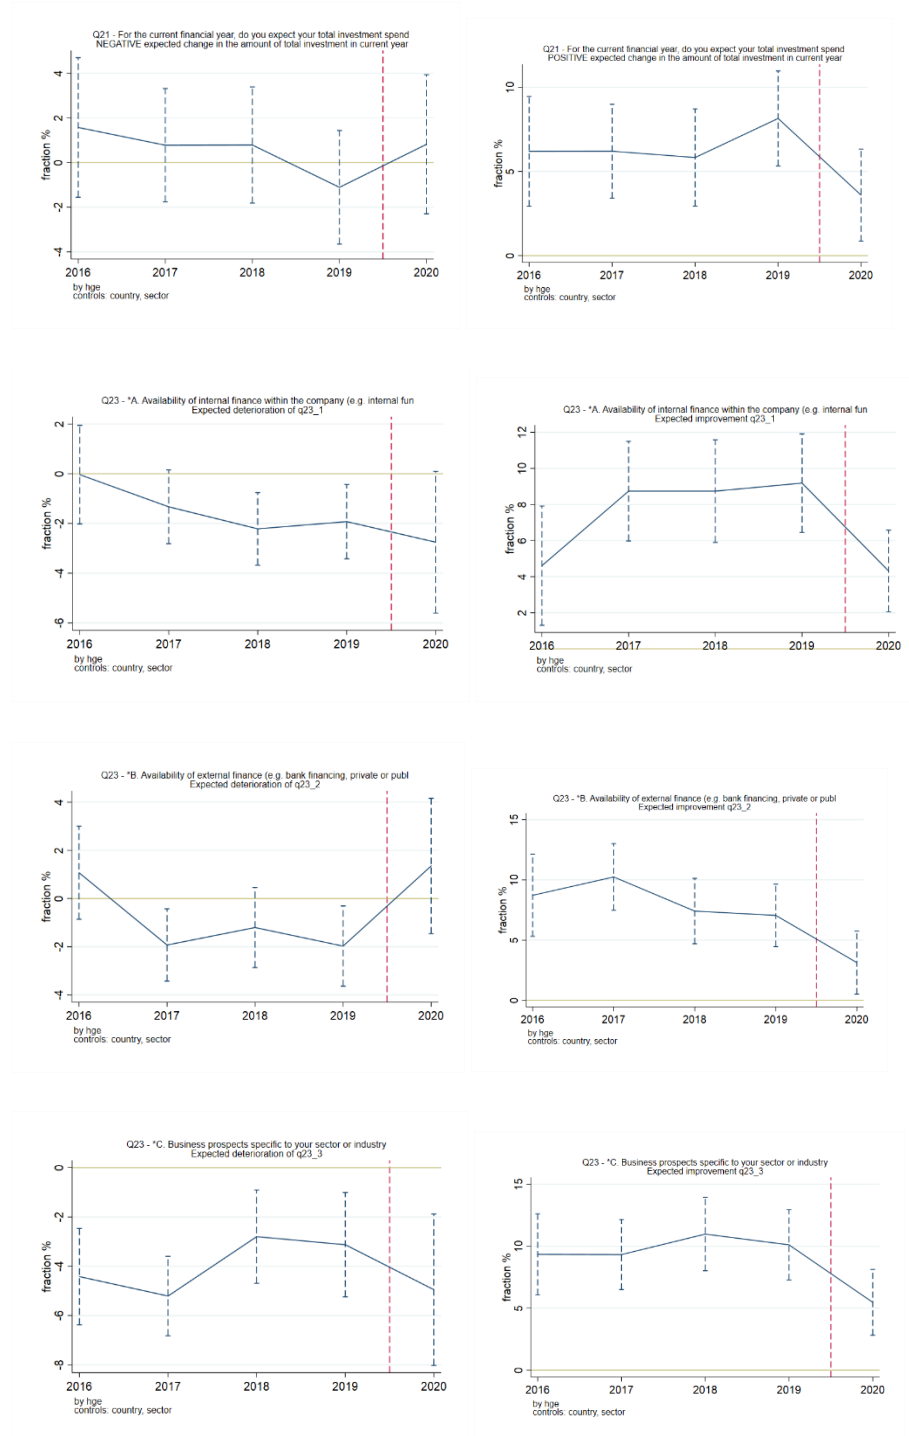 Q21 - For the current financial year, do you expect your total investment spend
NEGATIVE expected change in the amount of total investment in current year
fraction %
4
2
0
-2
-4
2016 2017 2018 2019 2020
by hge
controls: country, sector
Q21 - For the current financial year, do you expect your total investment spend
POSITIVE expected change in the amount of total investment in current year
fraction %
10
5
0
2016 2017 2018 2019 2020
by hge
controls: country, sector
Q23 - *A. Availability of internal finance within the company (e.g. internal fun
Expected deterioration of q23_1
fraction %
2
0
-2
-4
-6
2016 2017 2018 2019 2020
by hge
controls: country, sector
Q23 - *A. Availability of internal finance within the company (e.g. internal fun
Expected improvement q23_1
fraction %
12
10
8
6
4
2
2016 2017 2018 2019 2020
by hge
controls: country, sector
Q23 - *B. Availability of external finance (e.g. bank financing, private or publ
Expected deterioration of q23_2
fraction %
4
2
0
-2
-4
2016 2017 2018 2019 2020
by hge
controls: country, sector
Q23 - *B. Availability of external finance (e.g. bank financing, private or publ
Expected improvement q23_2
fraction %
15
10
5
0
2016 2017 2018 2019 2020
by hge
controls: country, sector
Q23 - *C. Business prospects specific to your sector or industry
Expected deterioration of q23_3
fraction %
0
-2
-4
-6
-8
2016 2017 2018 2019 2020
by hge
controls: country, sector
Q23 - *C. Business prospects specific to your sector or industry
Expected improvement q23_3
fraction %
15
10
5
0
2016 2017 2018 2019 2020
by hge
controls: country, sector